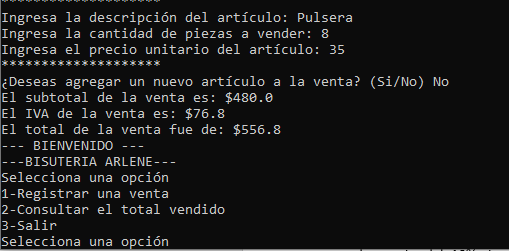 *********************
Ingresa la descripción del artículo: Pulsera
Ingresa la cantidad de piezas a vender: 8
Ingresa el precio unitario del artículo: 35
*********************
¿Deseas agregar un nuevo artículo a la venta? (Si/No) No
El subtotal de la venta es: $480.0
El IVA de la venta es: $76.8
El total de la venta fue de: $556.8
--- BIENVENIDO ---
---BISUTERIA ARLENE---
Selecciona una opción
1-Registrar una venta
2-Consultar el total vendido
3-Salir
Selecciona una opción